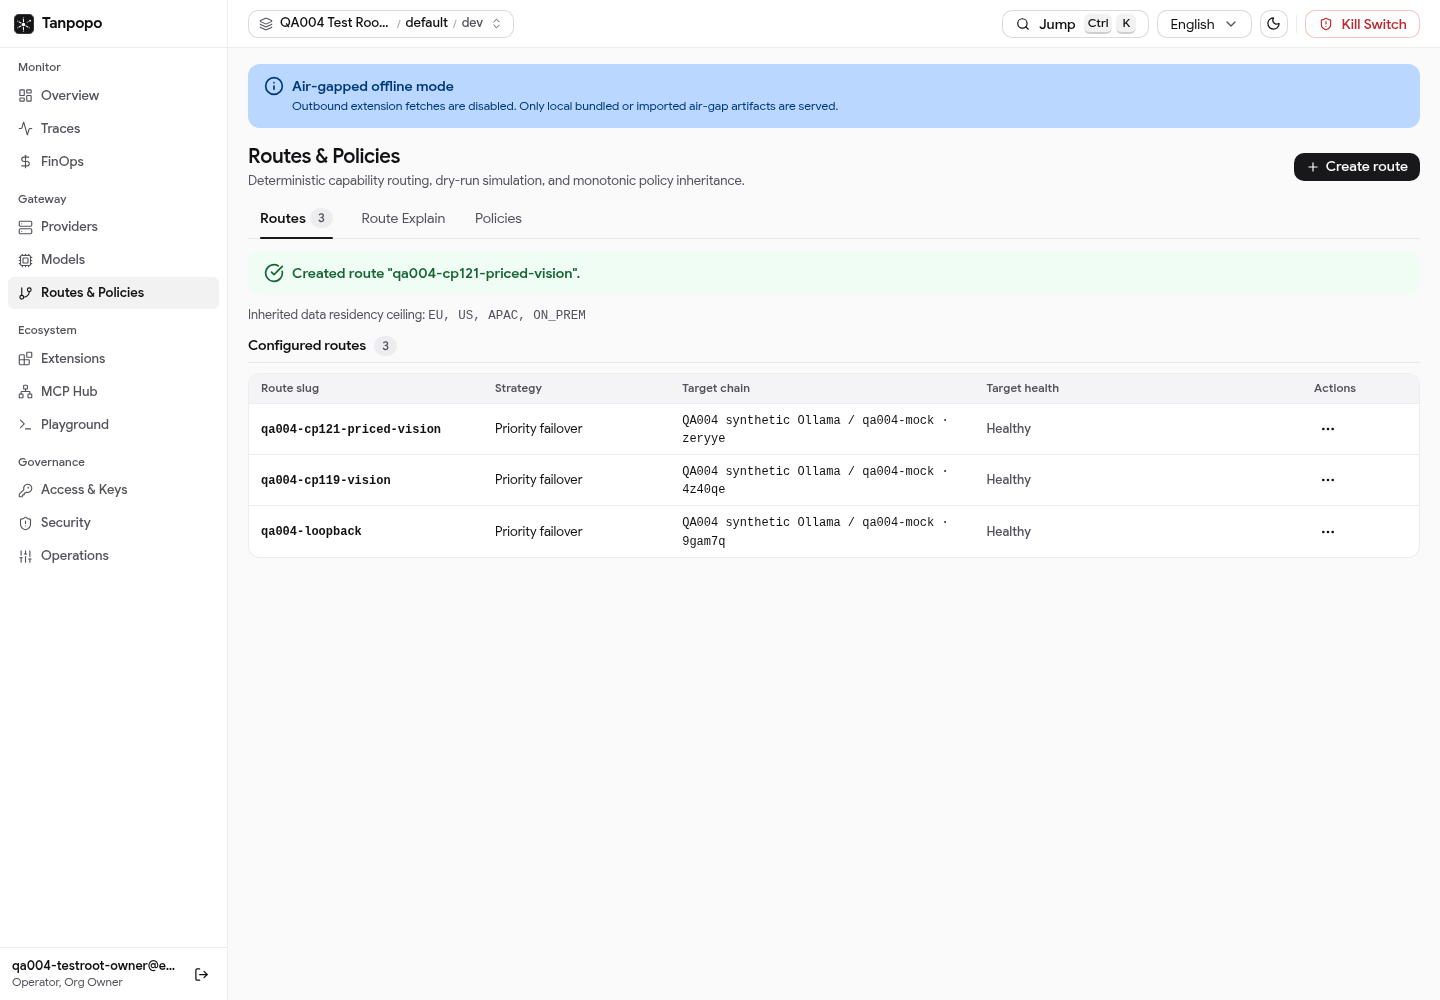 Tanpopo
QA004 Test Roo... / default / dev
Jump Ctrl K
English
Kill Switch
Monitor
Overview
Traces
FinOps
Gateway
Providers
Models
Routes & Policies
Ecosystem
Extensions
MCP Hub
Playground
Governance
Access & Keys
Security
Operations
qa004-testroot-owner@e...
Operator, Org Owner
Air-gapped offline mode
Outbound extension fetches are disabled. Only local bundled or imported air-gap artifacts are served.
Routes & Policies
Deterministic capability routing, dry-run simulation, and monotonic policy inheritance.
Create route
Routes 3 Route Explain Policies
Created route "qa004-cp121-priced-vision".
Inherited data residency ceiling: EU, US, APAC, ON_PREM
Configured routes 3
Route slug Strategy Target chain Target health Actions
qa004-cp121-priced-vision Priority failover QA004 synthetic Ollama / qa004-mock · Healthy
zeryye
qa004-cp119-vision Priority failover QA004 synthetic Ollama / qa004-mock · Healthy
4z40qe
qa004-loopback Priority failover QA004 synthetic Ollama / qa004-mock · Healthy
9gam7q